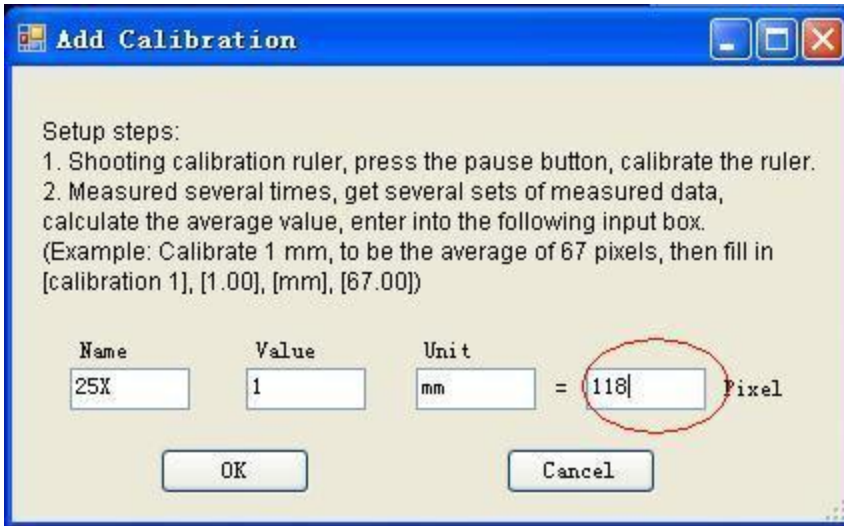 Add Calibration
Setup steps:
1. Shooting calibration ruler, press the pause button, calibrate the ruler.
2. Measured several times, get several sets of measured data,
calculate the average value, enter into the following input box.
(Example: Calibrate 1 mm, to be the average of 67 pixels, then fill in
[calibration 1], [1.00], [mm], [67.00])
Name Value Unit
25X 1 mm = 118 Pixel
OK Cancel